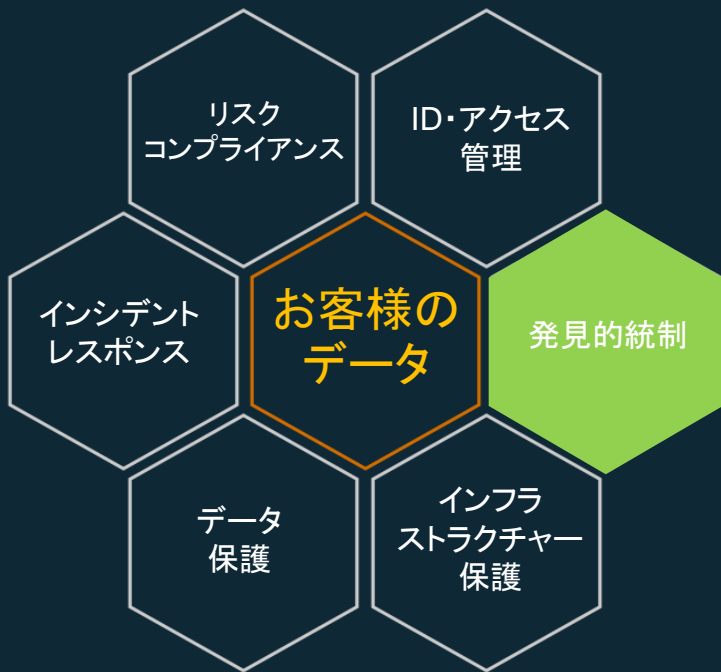 リスク
コンプライアンス
ID・アクセス
管理
インシデント
レスポンス
お客様の
データ
発見的統制
データ
保護
インフラ
ストラクチャー
保護